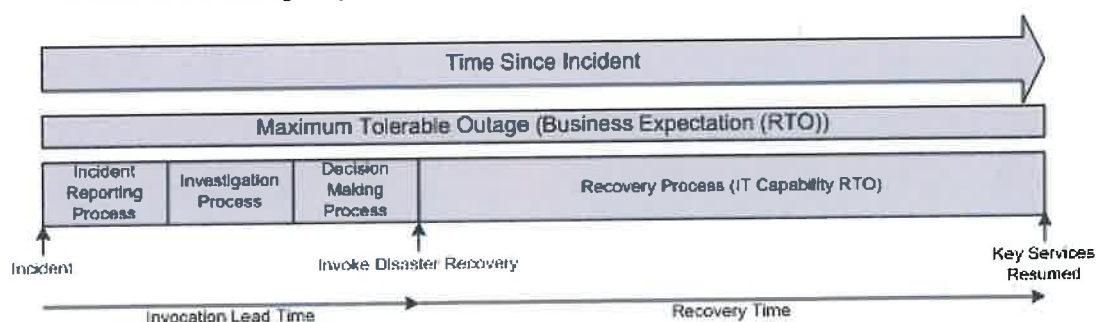 Time Since Incident
Maximum Tolerable Outage (Business Expectation (RTO))
Incident
Reporting
Process
Investigation
Process
Decision
Making
Process
Recovery Process (IT Capability RTO)
Incident
Invoke Disaster Recovery
Key Services
Resumed
Invocation Lead Time
Recovery Time